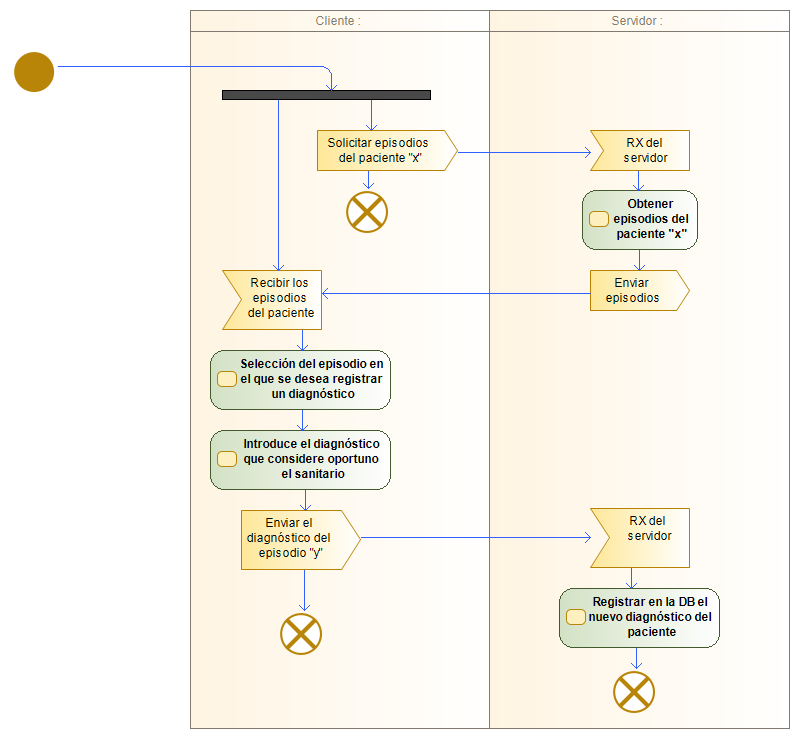 Cliente :
Servidor :
Solicitar episodios
del paciente "x"
RX del
servidor
Obtener
episodios del
paciente "x"
Recibir los
episodios
del paciente
Enviar
episodios
Selección del episodio en
el que se desea registrar
un diagnóstico
Introduce el diagnóstico
que considere oportuno
el sanitario
Enviar el
diagnóstico del
episodio "y"
RX del
servidor
Registrar en la DB el
nuevo diagnóstico del
paciente